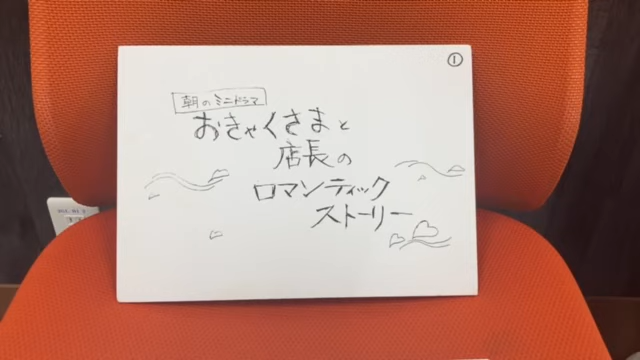 ①
朝のミニドラマ
おきゃくさまと
店長の
ロマンティック
ストーリー